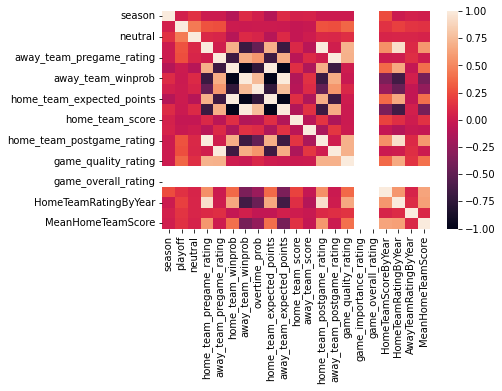 season
neutral
away_team_pregame_rating
away_team_winprob
home_team_expected_points
home_team_score
home_team_postgame_rating
game_quality_rating
game_overall_rating
HomeTeamRatingByYear
MeanHomeTeamScore
1.00
0.75
0.50
0.25
0.00
−0.25
−0.50
−0.75
−1.00
season
playoff
neutral
home_team_pregame_rating
away_team_pregame_rating
home_team_winprob
away_team_winprob
overtime_prob
home_team_expected_points
away_team_expected_points
home_team_score
away_team_score
home_team_postgame_rating
away_team_postgame_rating
game_quality_rating
game_importance_rating
game_overall_rating
HomeTeamScoreByYear
HomeTeamRatingByYear
AwayTeamRatingByYear
MeanHomeTeamScore